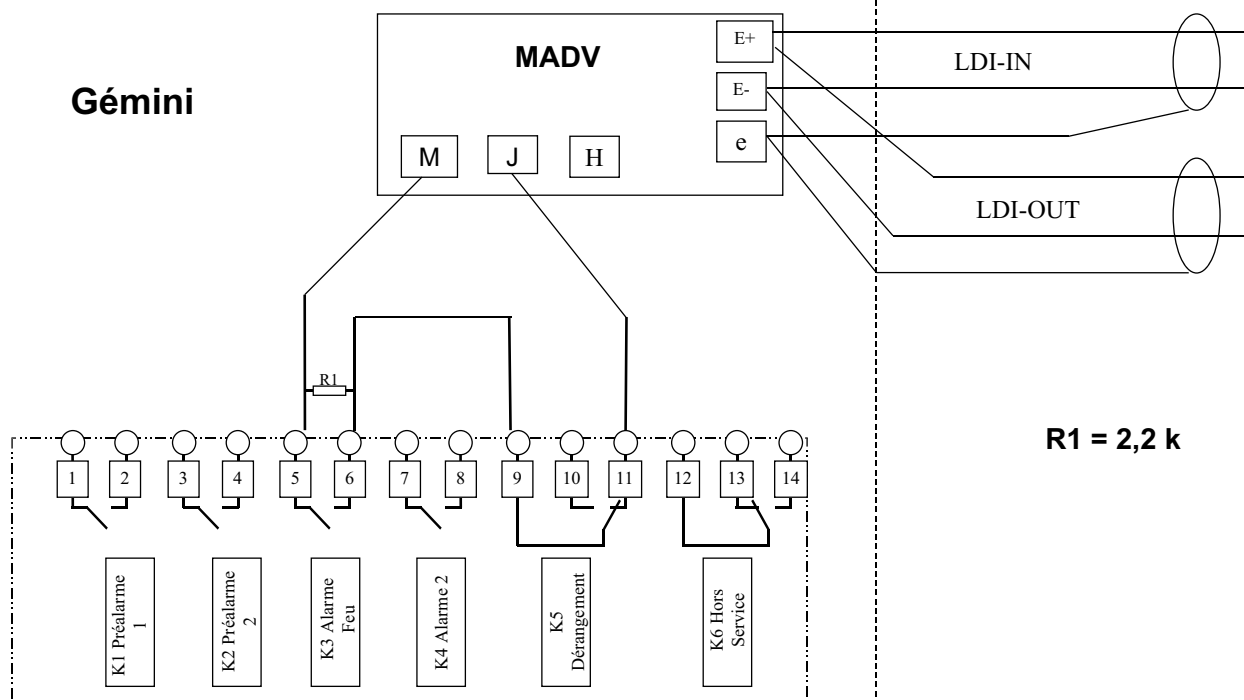 Gémini
MADV
E+
E-
e
M
J
H
LDI-IN
LDI-OUT
R1
R1 = 2,2 k
1
2
3
4
5
6
7
8
9
10
11
12
13
14
K1 Préalarme
1
K2 Préalarme
2
K3 Alarme
Feu
K4 Alarme 2
K5
Dérangement
K6 Hors
Service